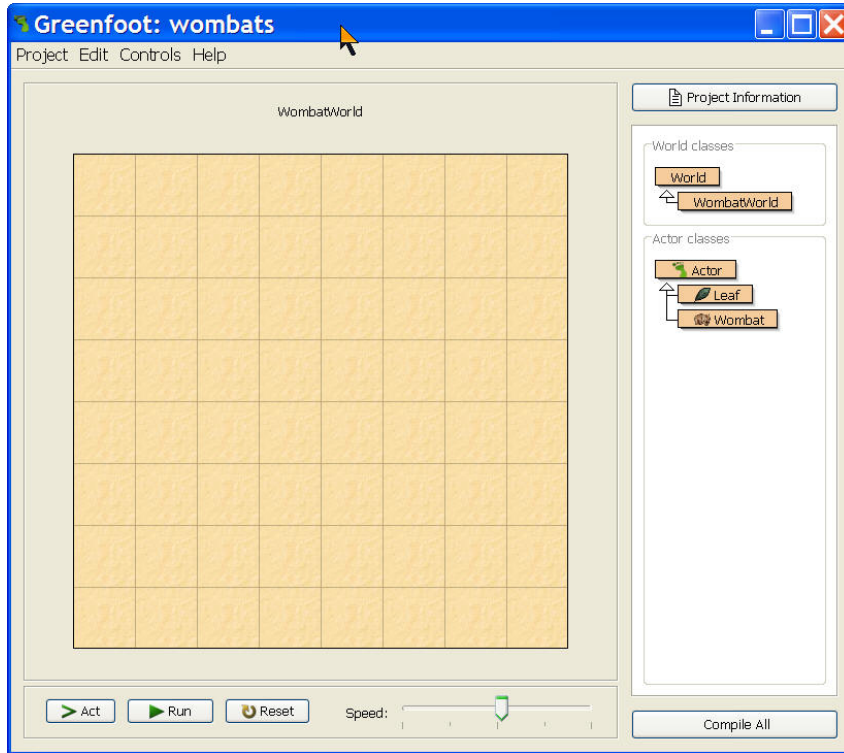 Greenfoot: wombats
Project Edit Controls Help
WombatWorld
Project Information
World classes
World
WombatWorld
Actor classes
Actor
Leaf
Wombat
Act Run Reset Speed:
Compile All